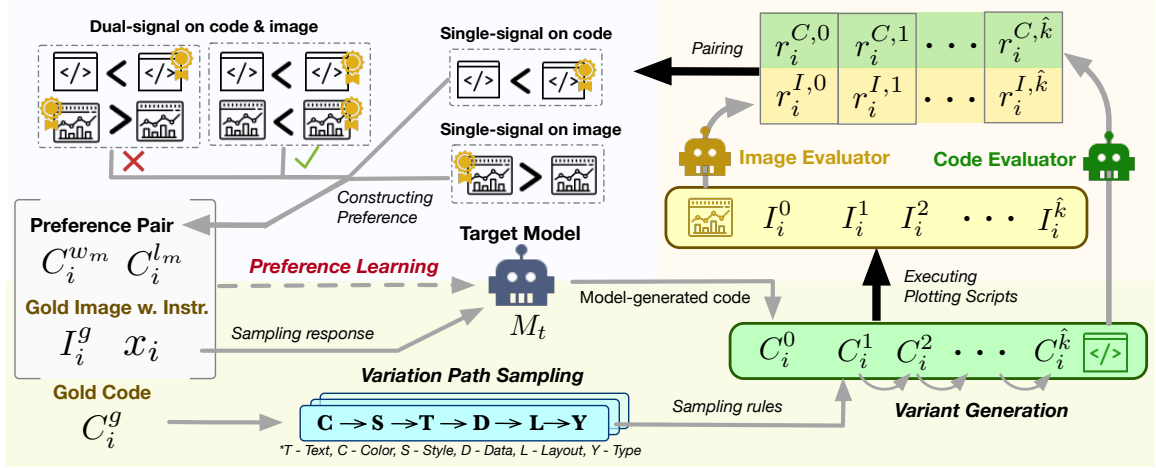 Dual-signal on code & image
</> < </>
</> < </>
>
<
✗
✓
Single-signal on code
</> < </>
Single-signal on image
>
Constructing
Preference
Pairing
r_i^{C,0} r_i^{C,1} · · · r_i^{C,\hat{k}}
r_i^{I,0} r_i^{I,1} · · · r_i^{I,\hat{k}}
Image Evaluator
Code Evaluator
I_i^0 I_i^1 I_i^2 · · · I_i^{\hat{k}}
Executing
Plotting Scripts
Preference Pair
C_i^{w_m} C_i^{l_m}
Gold Image w. Instr.
I_i^g x_i
Preference Learning
Sampling response
Target Model
M_t
Model-generated code
C_i^0 C_i^1 C_i^2 · · · C_i^{\hat{k}} </>
Variant Generation
Gold Code
C_i^g
Variation Path Sampling
C → S → T → D → L → Y
*T - Text, C - Color, S - Style, D - Data, L - Layout, Y - Type
Sampling rules